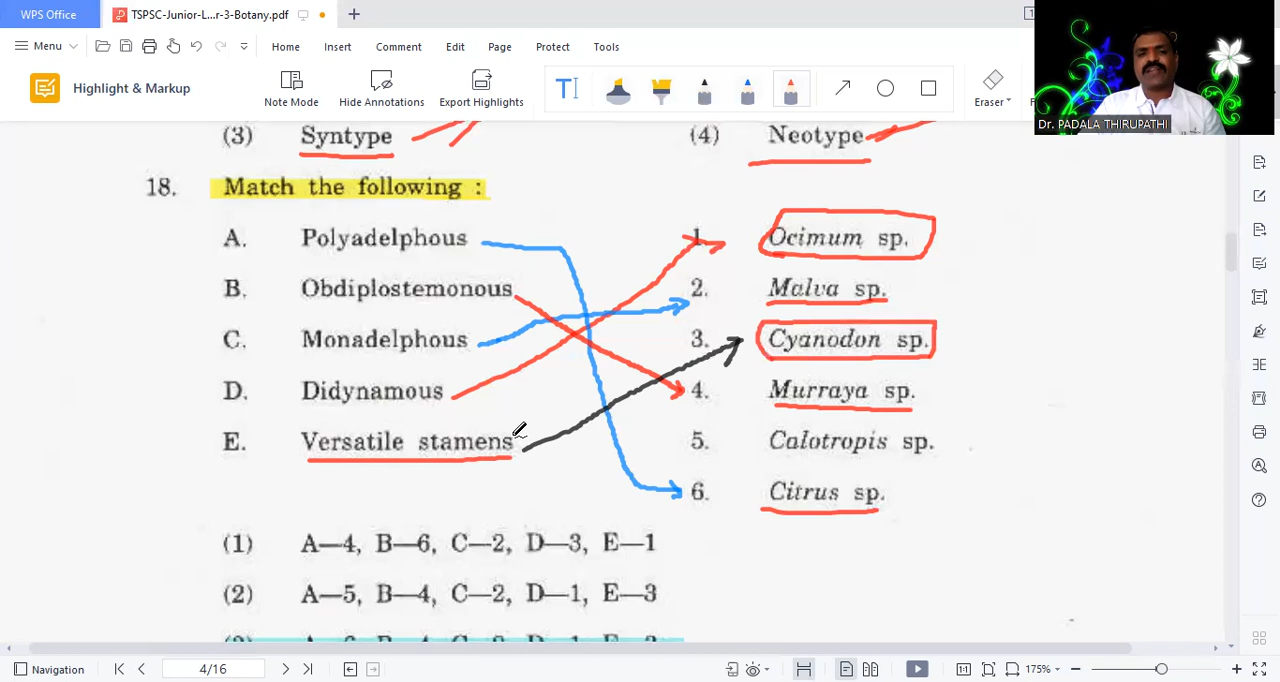 WPS Office
TSPSC-Junior-L...r-3-Botany.pdf
Menu
Home Insert Comment Edit Page Protect Tools
Highlight & Markup
Note Mode
Hide Annotations
Export Highlights
Eraser
Dr. PADALA THIRUPATHI
(3) Syntype (4) Neotype
18. Match the following :
A. Polyadelphous 1. Ocimum sp.
B. Obdiplostemonous 2. Malva sp.
C. Monadelphous 3. Cyanodon sp.
D. Didynamous 4. Murraya sp.
E. Versatile stamens 5. Calotropis sp.
6. Citrus sp.
(1) A—4, B—6, C—2, D—3, E—1
(2) A—5, B—4, C—2, D—1, E—3
Navigation 4/16 175%